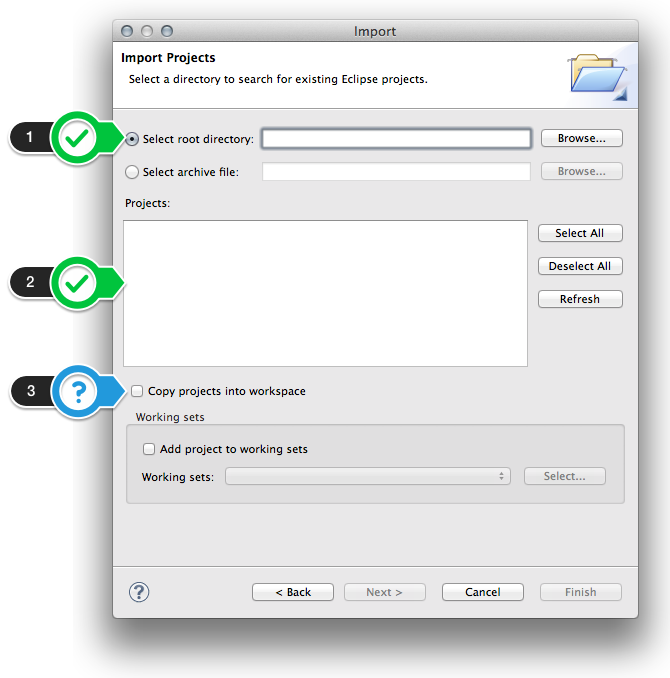 Import
Import Projects
Select a directory to search for existing Eclipse projects.
1
Select root directory:
Browse...
Select archive file:
Browse...
Projects:
Select All
2
Deselect All
Refresh
3
?
Copy projects into workspace
Working sets
Add project to working sets
Working sets:
Select...
?
< Back
Next >
Cancel
Finish